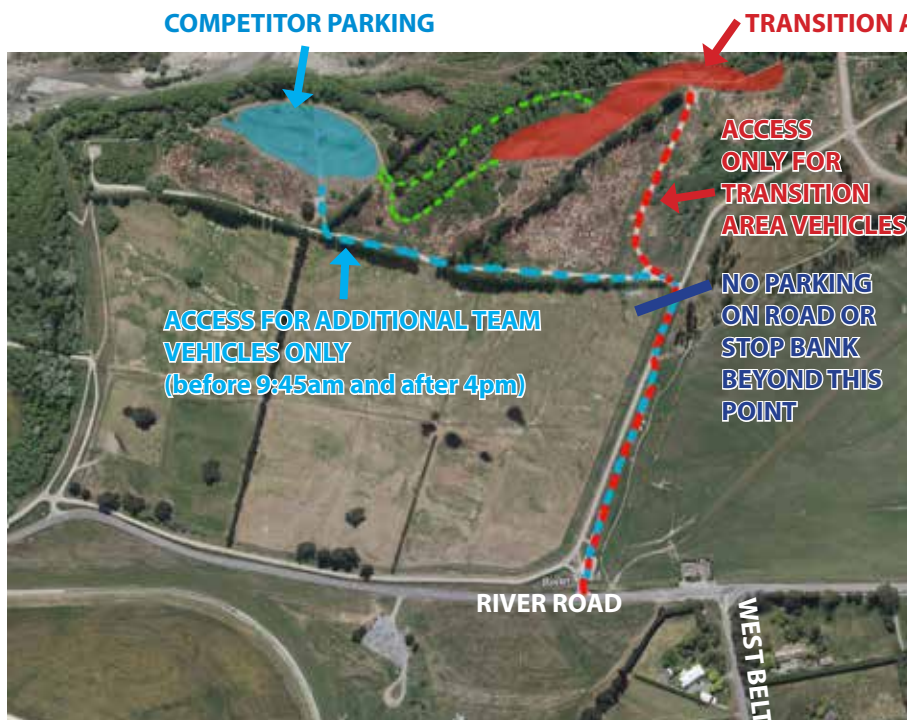 COMPETITOR PARKING
TRANSITION A
ACCESS
ONLY FOR
TRANSITION
AREA VEHICLES
NO PARKING
ON ROAD OR
STOP BANK
BEYOND THIS
POINT
ACCESS FOR ADDITIONAL TEAM
VEHICLES ONLY
(before 9:45am and after 4pm)
RIVER ROAD
WEST BELT